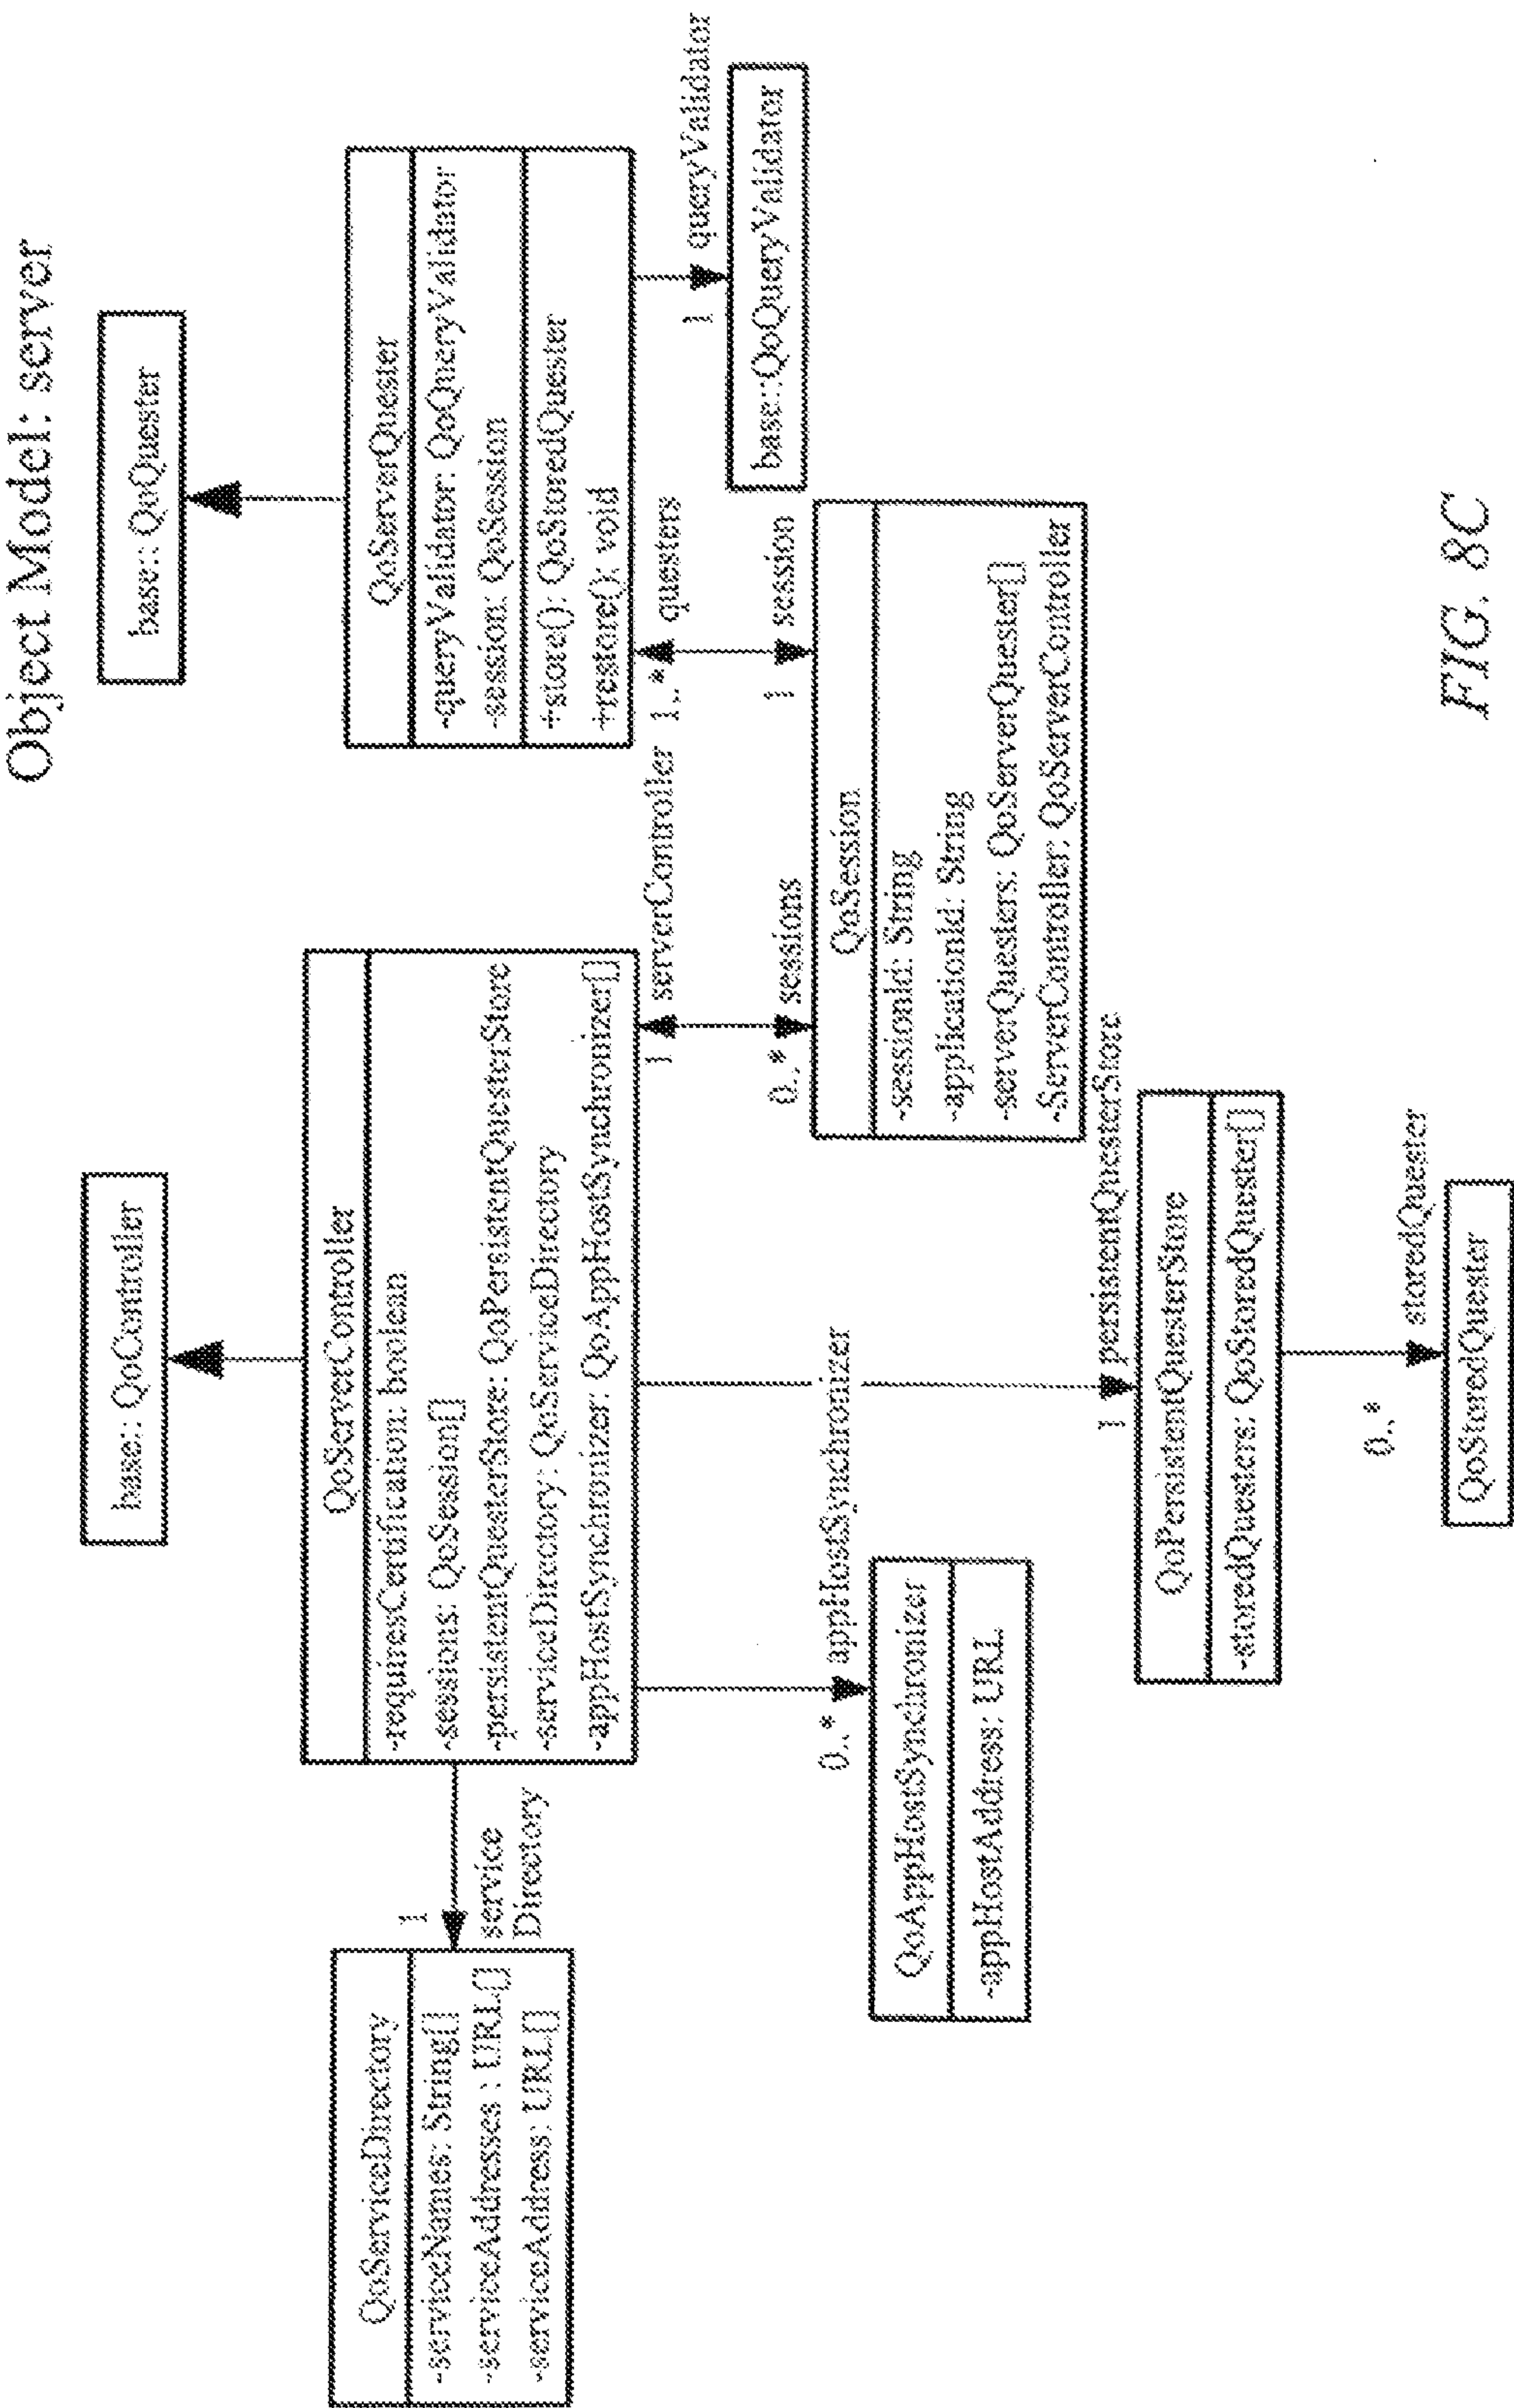 Object Model: server
base:: QoController
base:: QoQuester
QoServiceDirectory
-serviceNames: String[]
-serviceAddresses : URL[]
-serviceAddress: URL[]
1
service
Directory
QoServerController
-requiresCertification: boolean
-sessions: QoSession[]
-persistentQuesterStore: QoPersistentQuesterStore
-serviceDirectory: QoServiceDirectory
-appHostSynchronizer: QoAppHostSynchronizer[]
QoServerQuester
-queryValidator: QoQueryValidator
-session: QoSession
+store(): QoStoredQuester
+restore(): void
1 serverController
1..* questers
1 queryValidator
0..* sessions
1 session
base::QoQueryValidator
0..* appHostSynchronizer
QoAppHostSynchronizer
-appHostAddress: URL
QoSession
-sessionId: String
-applicationId: String
-serverQuesters: QoServerQuester[]
-ServerController: QoServerController
1 persistentQuesterStore
QoPersistentQuesterStore
-storedQuesters: QoStoredQuester[]
0..* storedQuester
QoStoredQuester
FIG. 8C